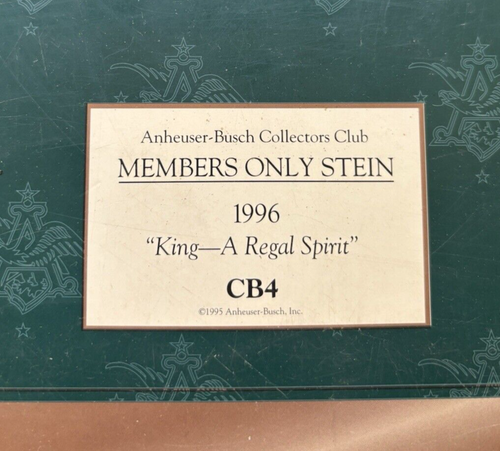 Anheuser-Busch Collectors Club
MEMBERS ONLY STEIN
1996
"King—A Regal Spirit"
CB4
©1995 Anheuser-Busch, Inc.